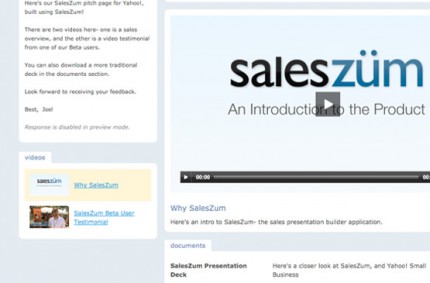 Here's our SalesZum pitch page for Yahoo!,
built using SalesZum!
There are two videos here- one is a sales
overview, and the ether is a video testimonial
from one of our Beta users.
You can also download a more traditional
deck in the documents section.
Look forward to receiving your feedback.
Best, Joe!
Response is disabled in preview mode.
videos
saleszüm
Why SalesZum
SalesZum Beta User
Testimonial
saleszüm
An Introduction to the Product
00:00
00
Why SalesZum
Here's an intro to SalesZum- the sales presentation builder application.
documents
SalesZum Presentation
Deck
Here's a closer look at SalesZum, and Yahoo! Small
Business